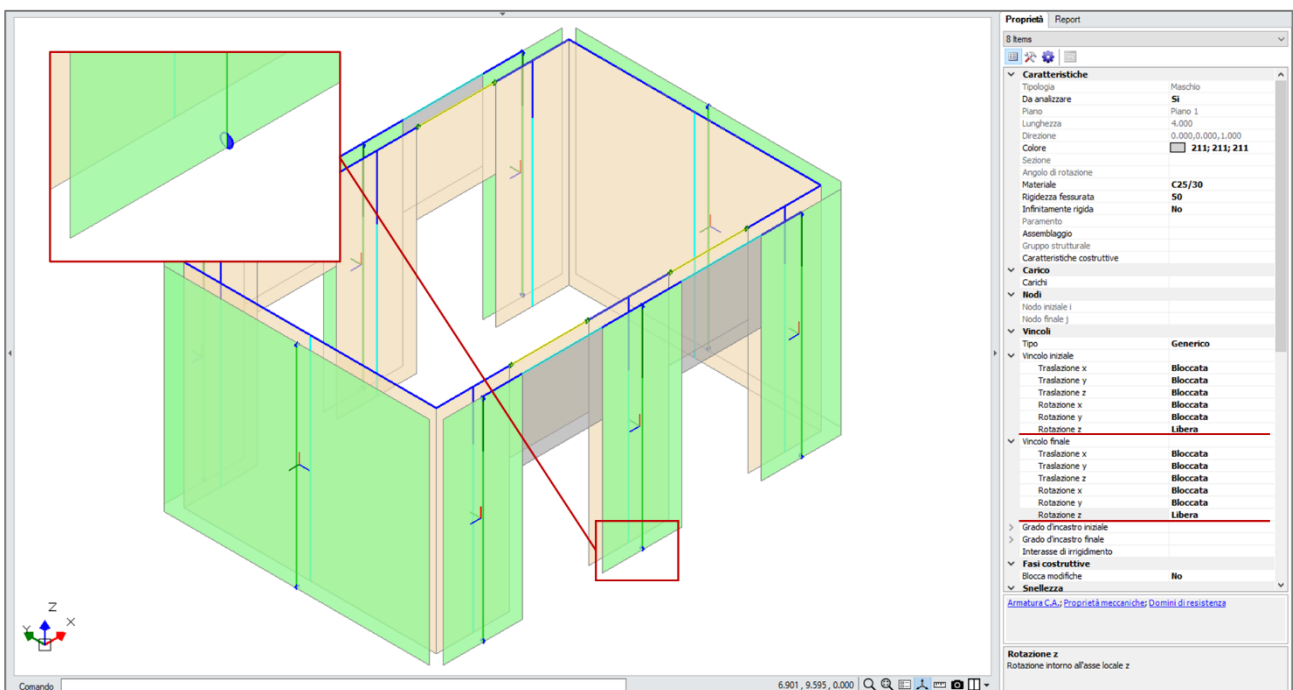 Proprietà Report
8 Items
Caratteristiche
Tipologia Maschio
Da analizzare Sì
Piano Piano 1
Lunghezza 4.000
Direzione 0.000,0.000,1.000
Colore 211; 211; 211
Sezione
Angolo di rotazione
Materiale C25/30
Rigidezza fessurata 50
Infinitamente rigida No
Paramento
Assemblaggio
Gruppo strutturale
Caratteristiche costruttive
Carico
Carichi
Nodi
Nodo iniziale i
Nodo finale j
Vincoli
Tipo Generico
Vincolo iniziale
Traslazione x Bloccata
Traslazione y Bloccata
Traslazione z Bloccata
Rotazione x Bloccata
Rotazione y Bloccata
Rotazione z Libera
Vincolo finale
Traslazione x Bloccata
Traslazione y Bloccata
Traslazione z Bloccata
Rotazione x Bloccata
Rotazione y Bloccata
Rotazione z Libera
Grado d'incastro iniziale
Grado d'incastro finale
Interasse di irrigidimento
Fasi costruttive
Blocca modifiche No
Snellezza
Armatura C.A.; Proprietà meccaniche; Domini di resistenza
Rotazione z
Rotazione intorno all'asse locale z
Z
Y X
Comando 6.901 , 9.595 , 0.000